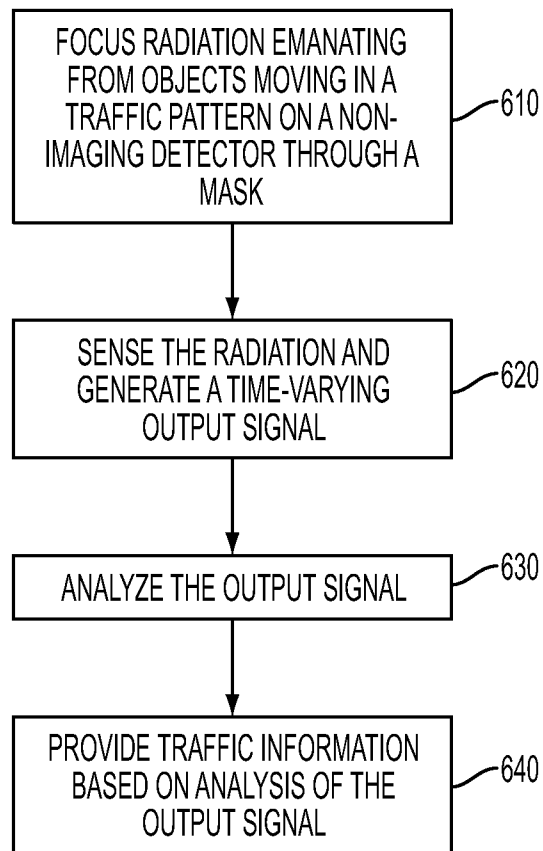 FOCUS RADIATION EMANATING
FROM OBJECTS MOVING IN A
TRAFFIC PATTERN ON A NON-
IMAGING DETECTOR THROUGH A
MASK
610
SENSE THE RADIATION AND
GENERATE A TIME-VARYING
OUTPUT SIGNAL
620
ANALYZE THE OUTPUT SIGNAL
630
PROVIDE TRAFFIC INFORMATION
BASED ON ANALYSIS OF THE
OUTPUT SIGNAL
640